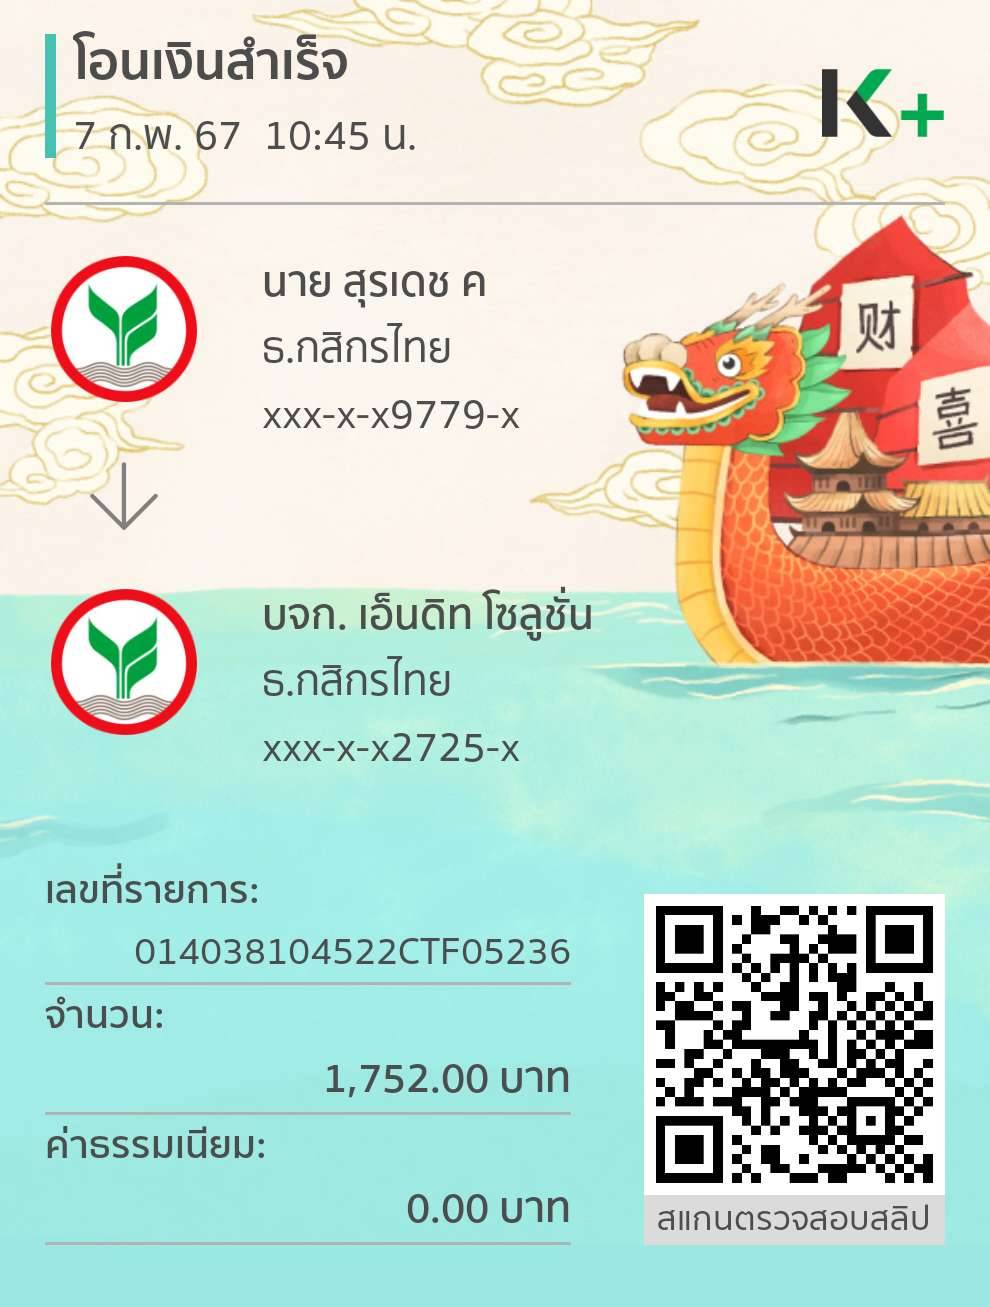 โอนเงินสำเร็จ
7 ก.พ. 67  10:45 น.
K+
นาย สุรเดช ค
ธ.กสิกรไทย
xxx-x-x9779-x
财
喜
บจก. เอ็นดิท โซลูชั่น
ธ.กสิกรไทย
xxx-x-x2725-x
เลขที่รายการ:
014038104522CTF05236
จำนวน:
1,752.00 บาท
ค่าธรรมเนียม:
0.00 บาท
สแกนตรวจสอบสลิป